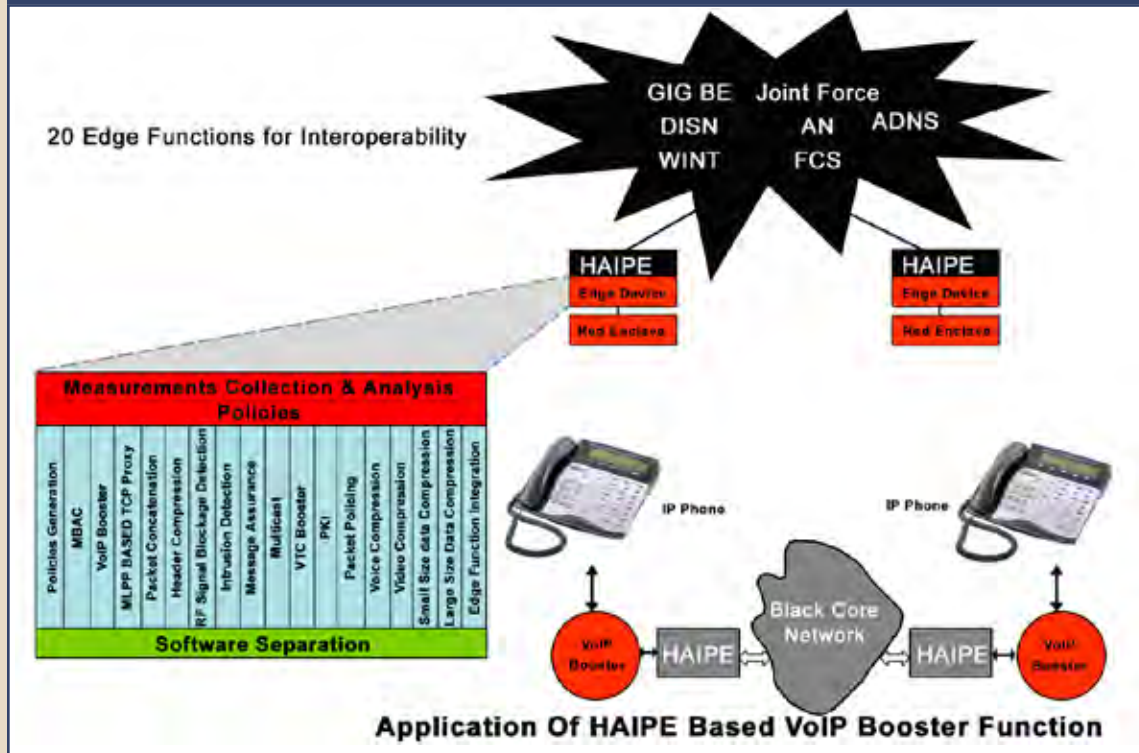 20 Edge Functions for Interoperability
GIG BE
DISN
WINT
Joint Force
AN
FCS
ADNS
HAIPE
Edge Device
Red Enclave
HAIPE
Edge Device
Red Enclave
Measurements Collection & Analysis
Policies
Policies Generation
MBAC
VoIP Booster
MLPP BASED TCP Proxy
Packet Concatenation
Header Compression
RF Signal Blockage Detection
Intrusion Detection
Message Assurance
Multicast
VTC Booster
PKI
Packet Policing
Voice Compression
Video Compression
Small Size data Compression
Large Size Data Compression
Edge Function Integration
Software Separation
IP Phone
IP Phone
VoIP
Booster
HAIPE
Black Core
Network
HAIPE
VoIP
Booster
Application Of HAIPE Based VoIP Booster Function